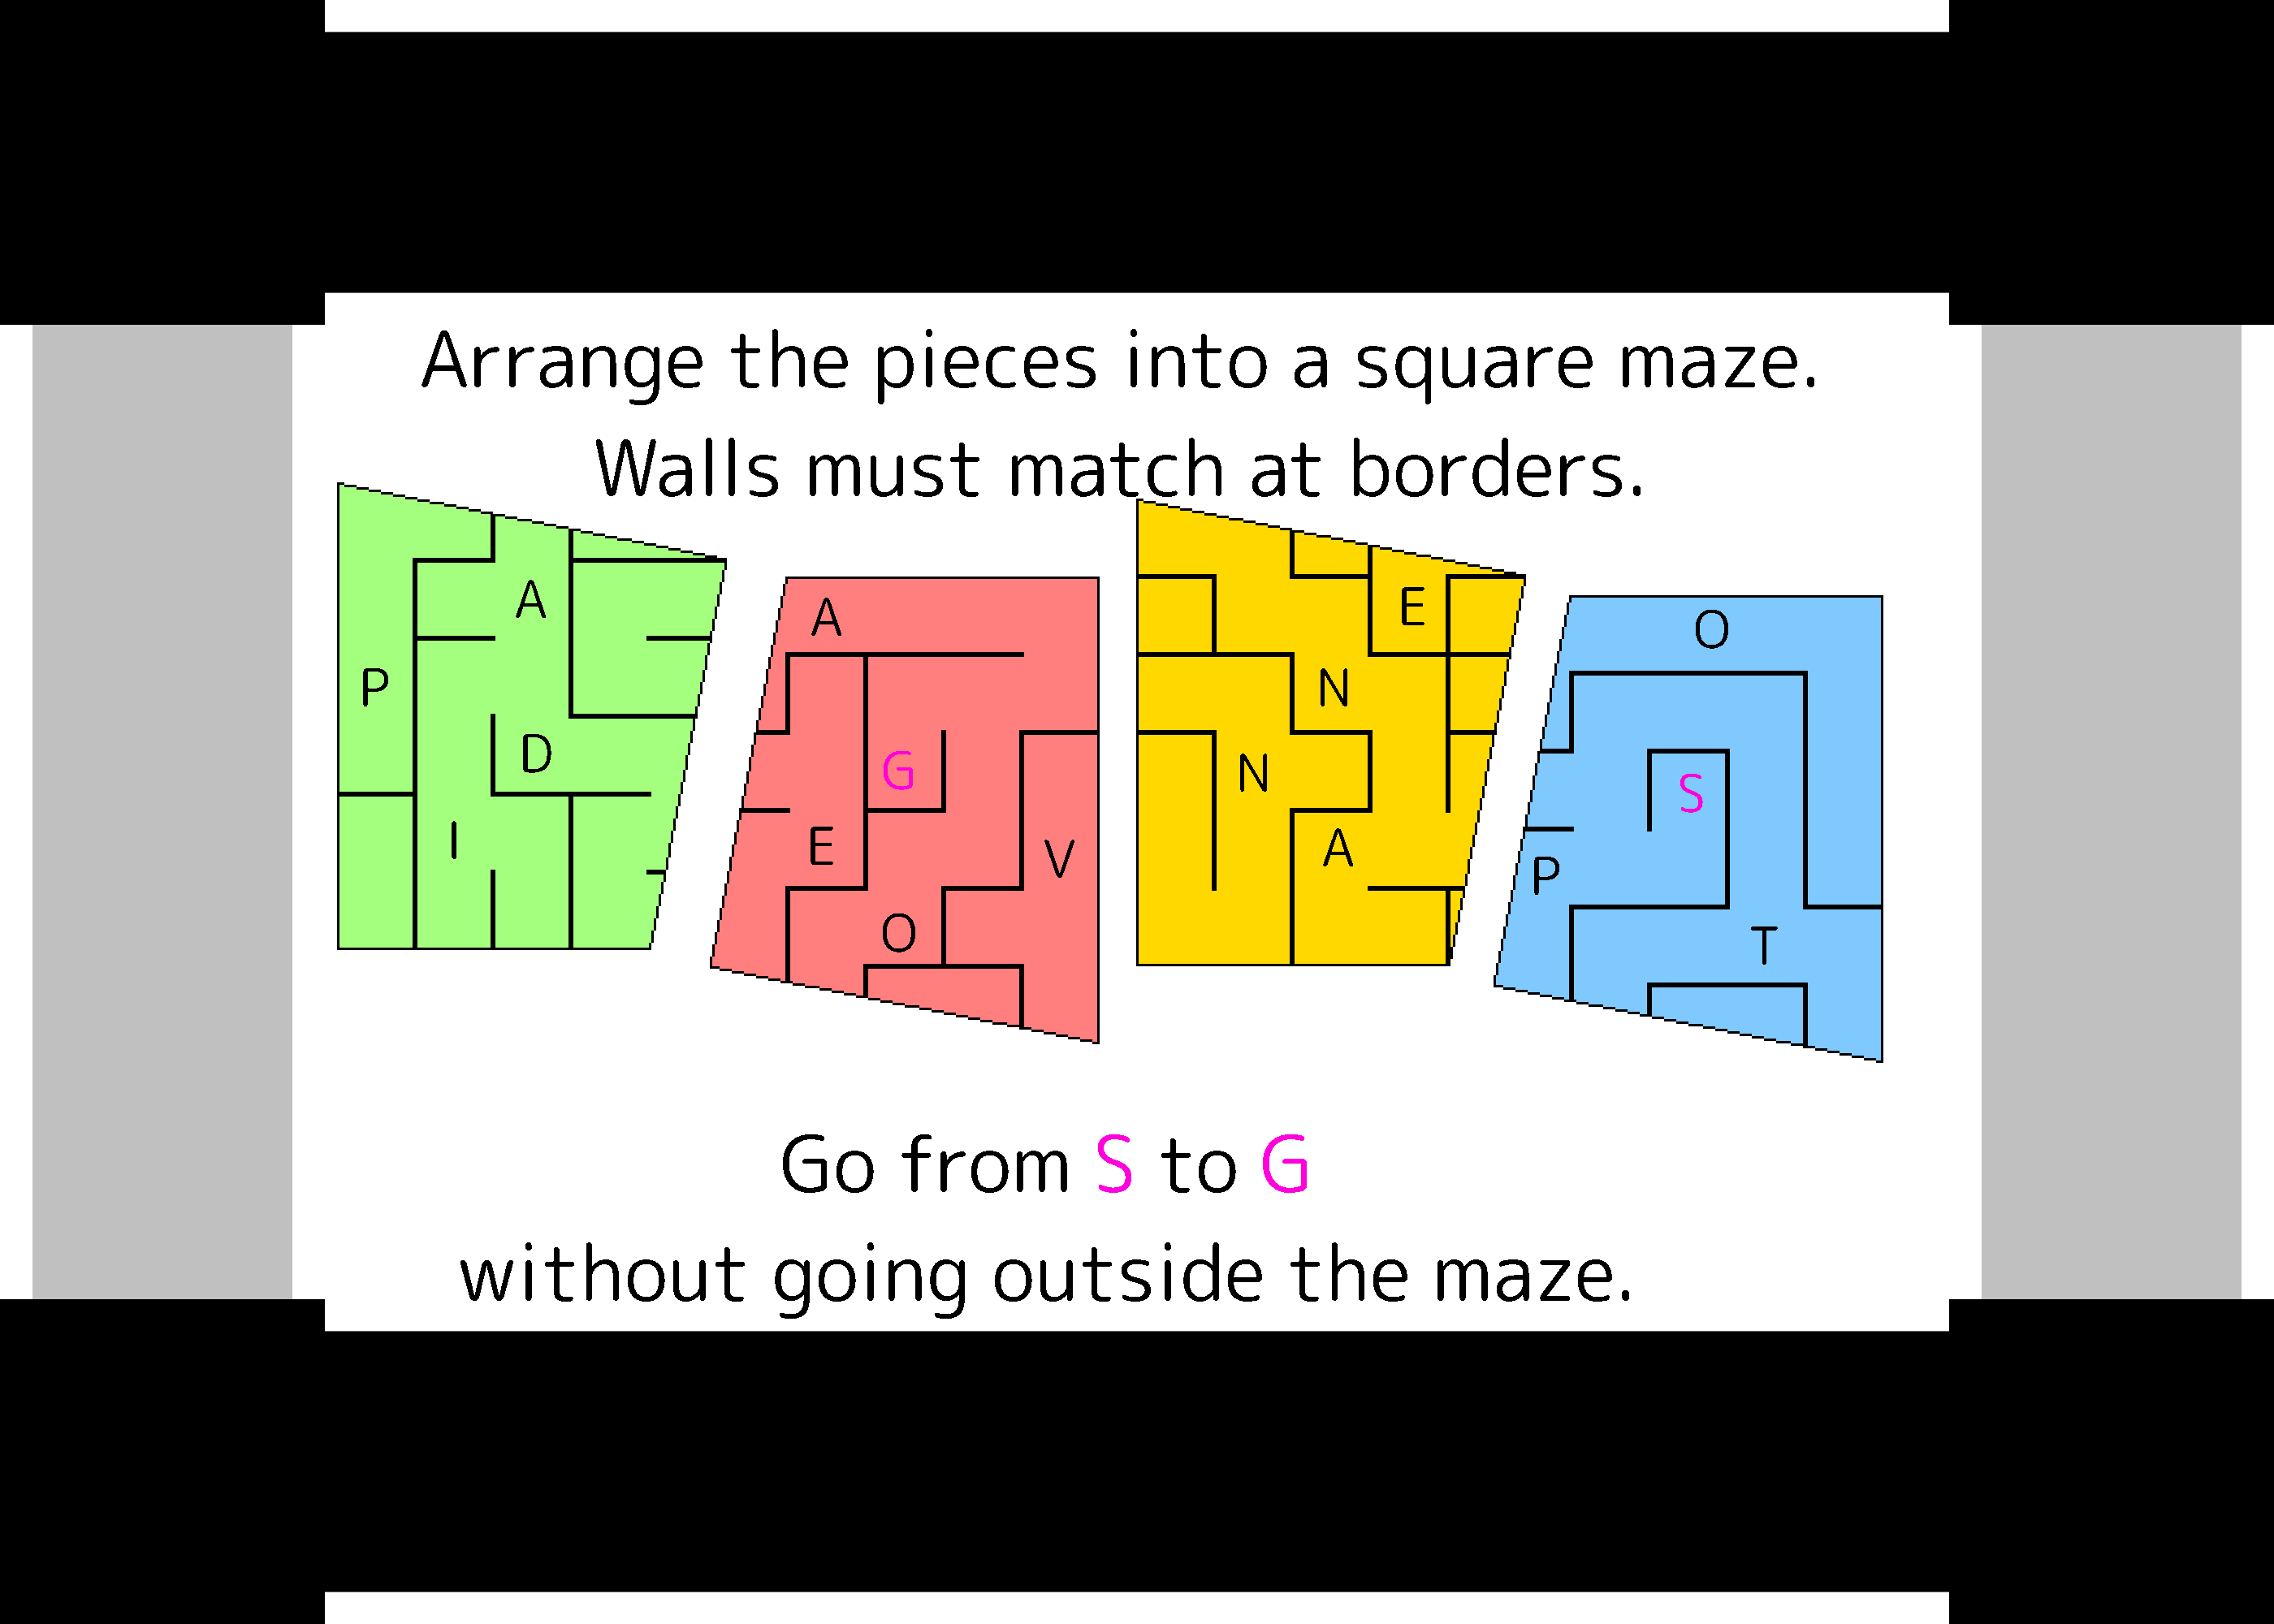 Arrange the pieces into a square maze.
Walls must match at borders.
A
P
D
I
A
G
E
V
O
E
N
N
A
O
S
P
T
Go from S to G
without going outside the maze.